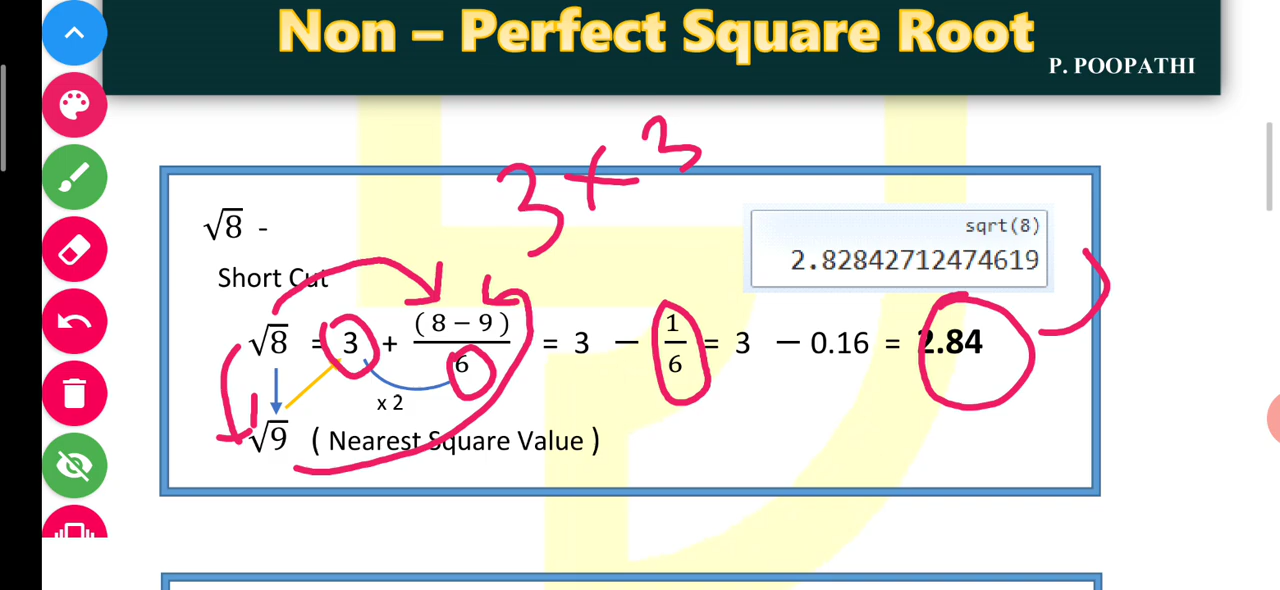 Non – Perfect Square Root
P. POOPATHI
3 + 3
√8 -
sqrt(8)
2.82842712474619
Short Cut
√8 = 3 + (8 – 9)/6 = 3 – 1/6 = 3 – 0.16 = 2.84
x 2
√9 ( Nearest Square Value )